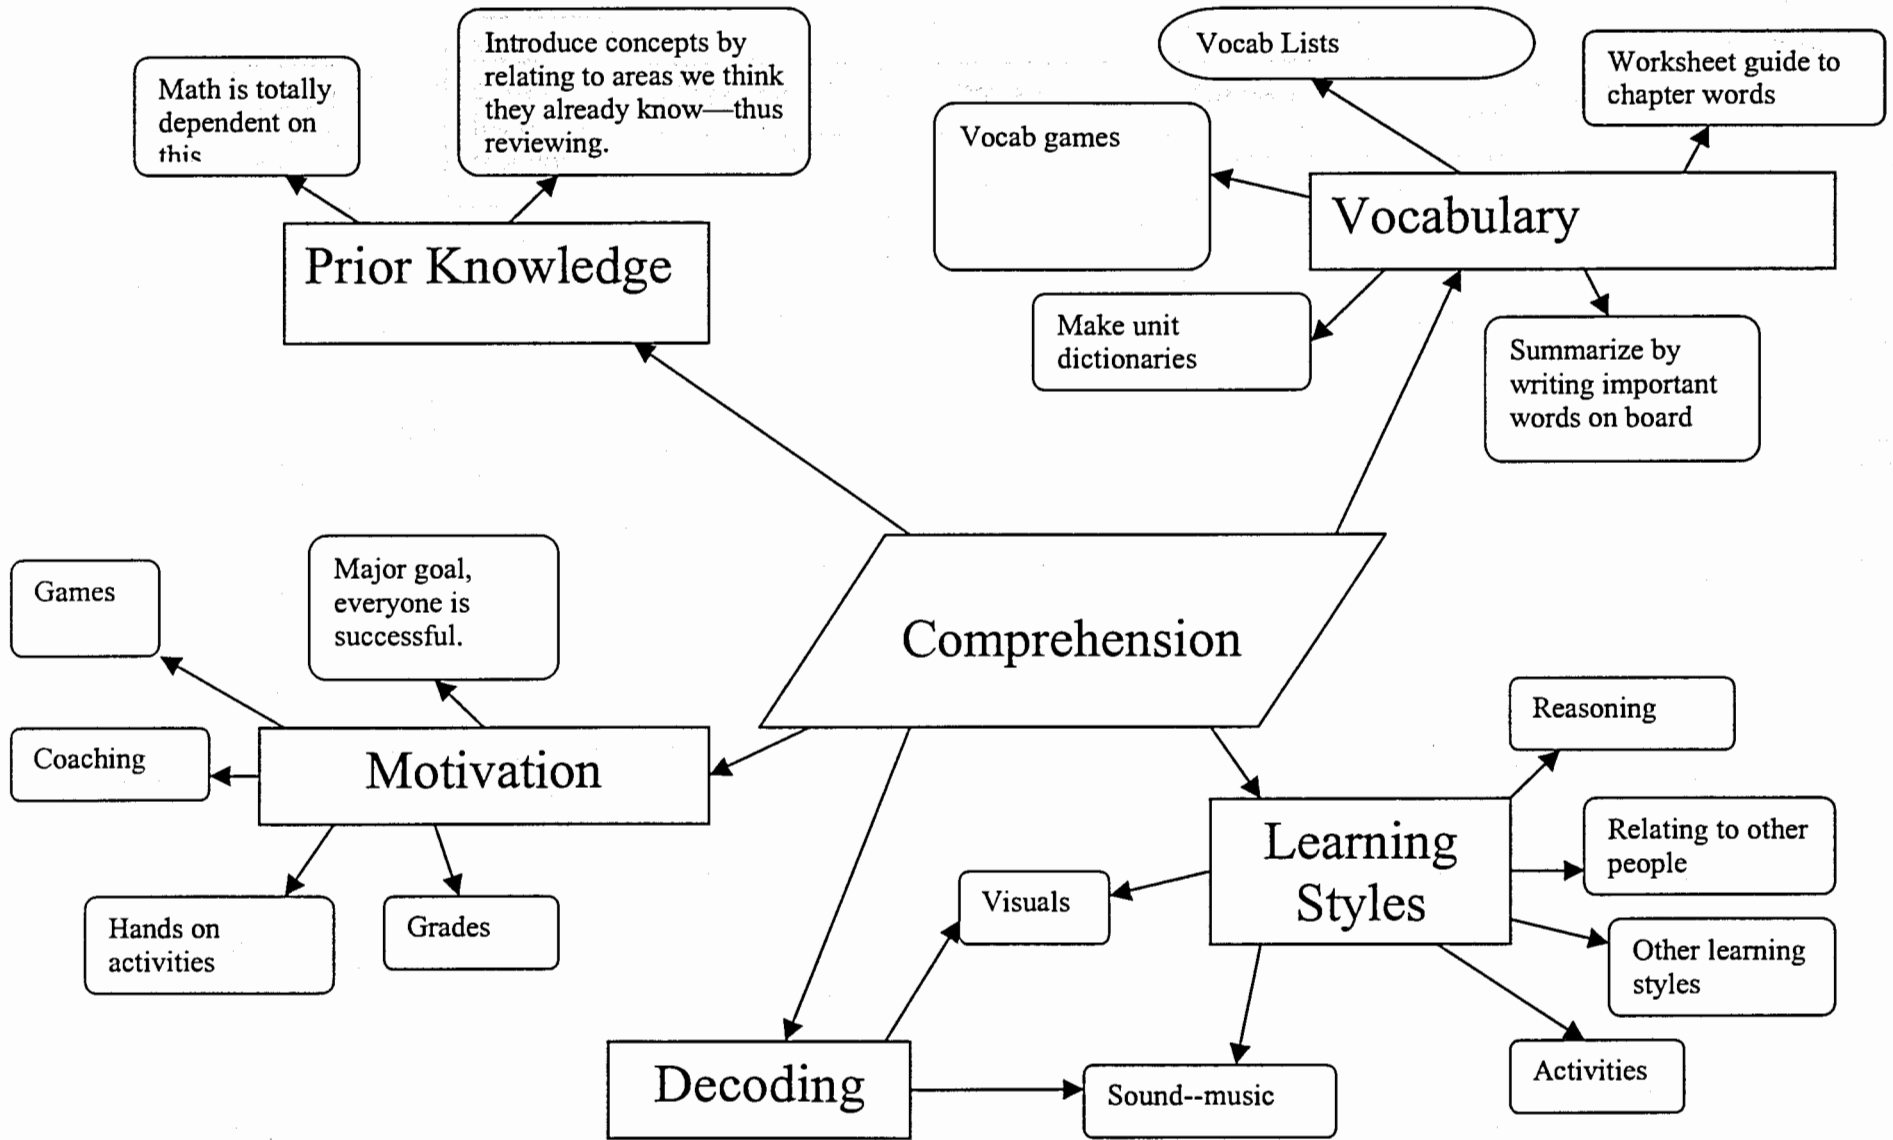 Math is totally
dependent on
this
Introduce concepts by
relating to areas we think
they already know—thus
reviewing.
Prior Knowledge
Vocab Lists
Worksheet guide to
chapter words
Vocab games
Vocabulary
Make unit
dictionaries
Summarize by
writing important
words on board
Comprehension
Games
Major goal,
everyone is
successful.
Coaching
Motivation
Hands on
activities
Grades
Reasoning
Learning
Styles
Relating to other
people
Visuals
Other learning
styles
Activities
Decoding
Sound--music